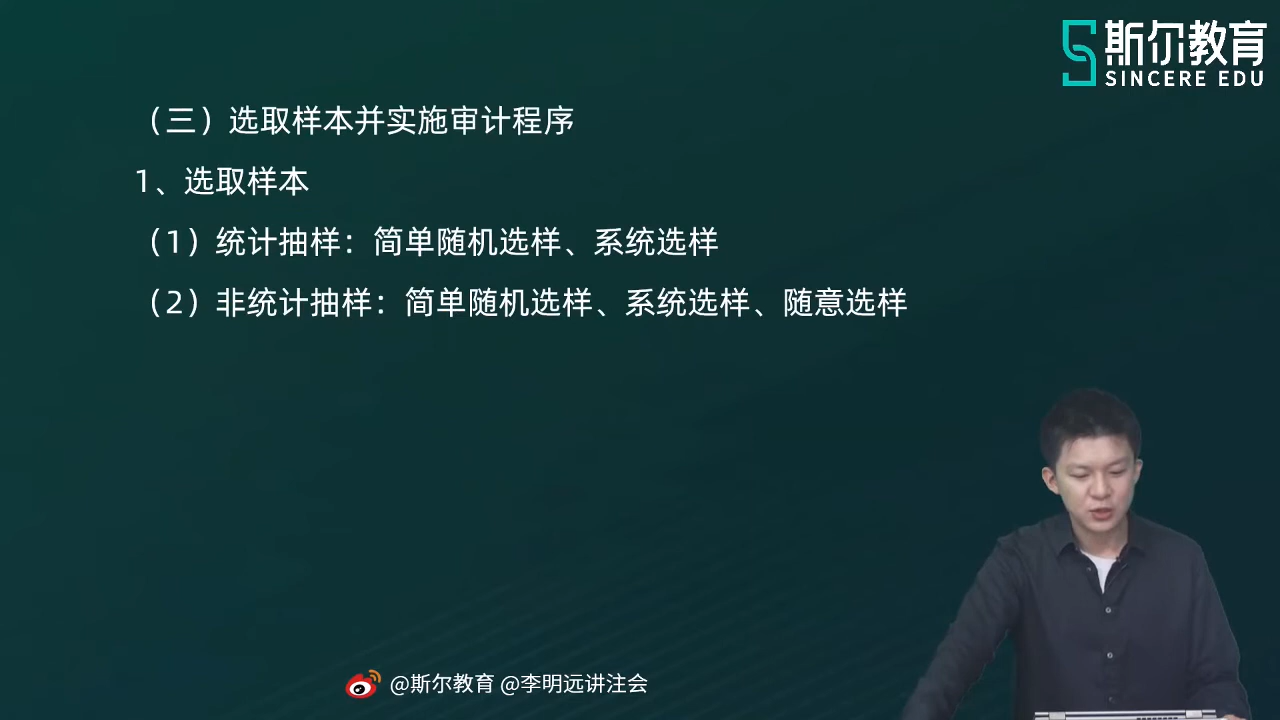 斯尔教育
SINCERE EDU
（三）选取样本并实施审计程序
1、选取样本
（1）统计抽样：简单随机选样、系统选样
（2）非统计抽样：简单随机选样、系统选样、随意选样
@斯尔教育 @李明远讲注会